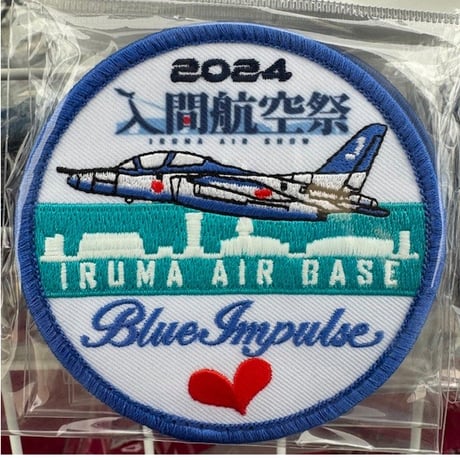 2024
入間航空祭
IRUMA AIR SHOW
IRUMA AIR BASE
Blue Impulse